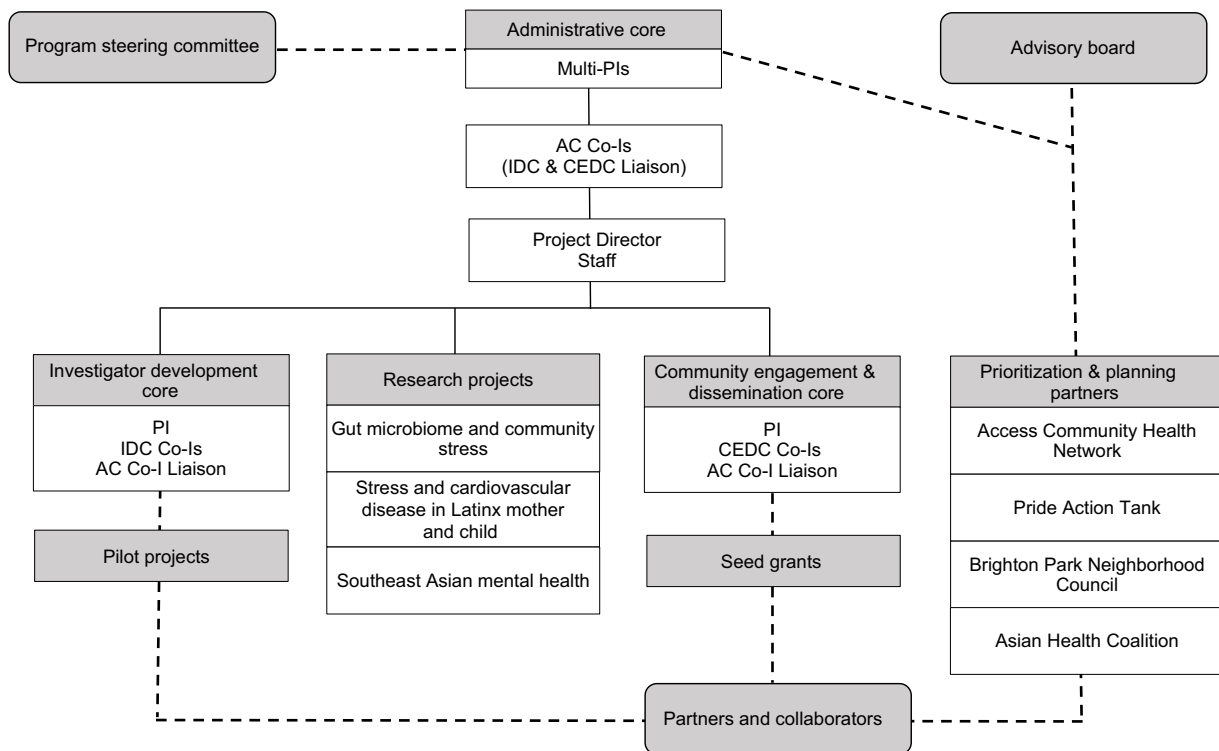 Program steering committee
Administrative core
Multi-PIs
Advisory board
AC Co-Is
(IDC & CEDC Liaison)
Project Director
Staff
Investigator development
core
PI
IDC Co-Is
AC Co-I Liaison
Pilot projects
Research projects
Gut microbiome and community
stress
Stress and cardiovascular
disease in Latinx mother
and child
Southeast Asian mental health
Community engagement &
dissemination core
PI
CEDC Co-Is
AC Co-I Liaison
Seed grants
Prioritization & planning
partners
Access Community Health
Network
Pride Action Tank
Brighton Park Neighborhood
Council
Asian Health Coalition
Partners and collaborators